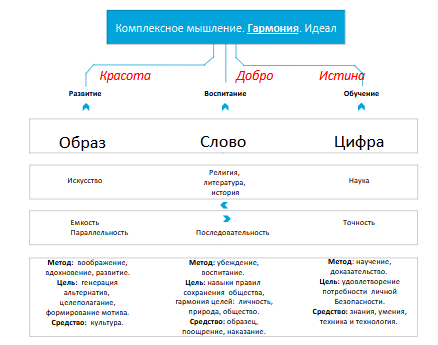 Комплексное мышление. Гармония. Идеал
Красота Добро Истина
Развитие Воспитание Обучение
Образ Слово Цифра
Искусство
Религия,
литература,
история
Наука
Емкость
Параллельность
Последовательность
Точность
Метод: воображение,
вдохновение, развитие.
Цель: генерация
альтернатив,
целеполагание,
формирование мотива.
Средство: культура.
Метод: убеждение,
воспитание.
Цель: навыки правил
сохранения общества,
гармония целей: личность,
природа, общество.
Средство: образец,
поощрение, наказание.
Метод: научение,
доказательство.
Цель: удовлетворение
потребности личной
Безопасности.
Средство: знания, умения,
техника и технология.